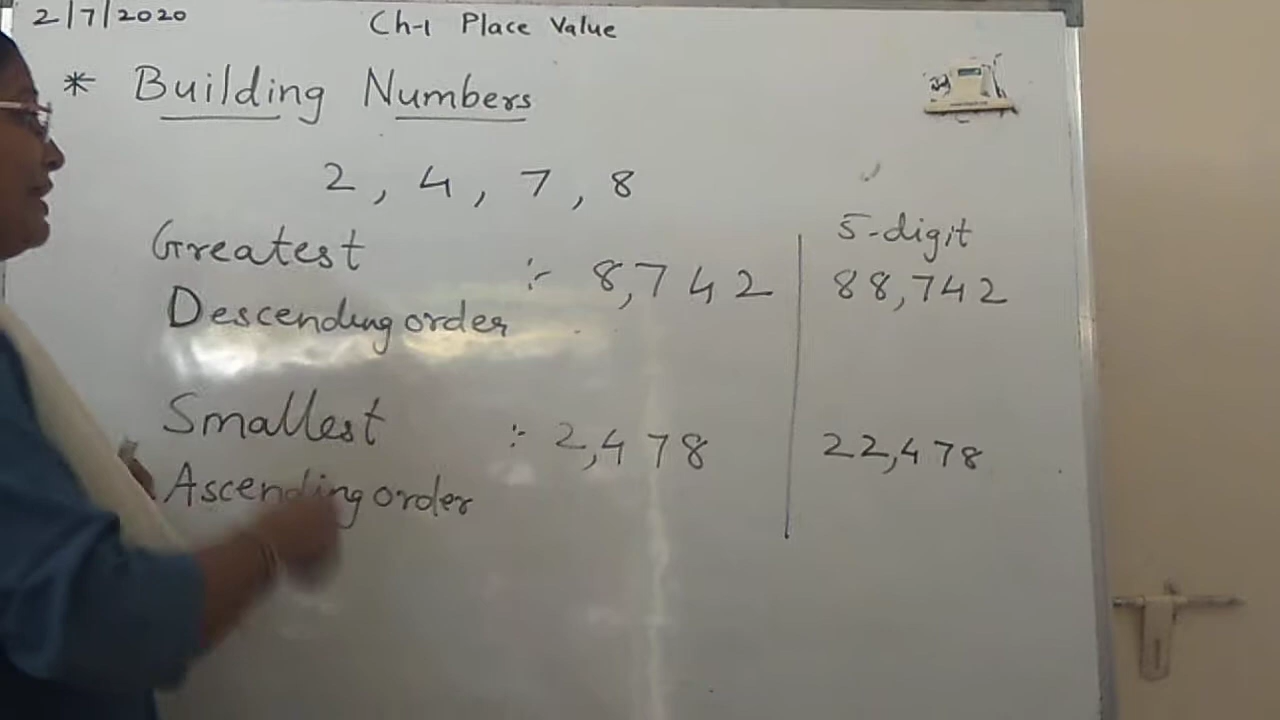 2/7/2020
Ch-1 Place Value
* Building Numbers
2, 4, 7, 8
5-digit
Greatest
:- 8,742
88,742
Descending order
Smallest
:- 2,478
22,478
Ascending order